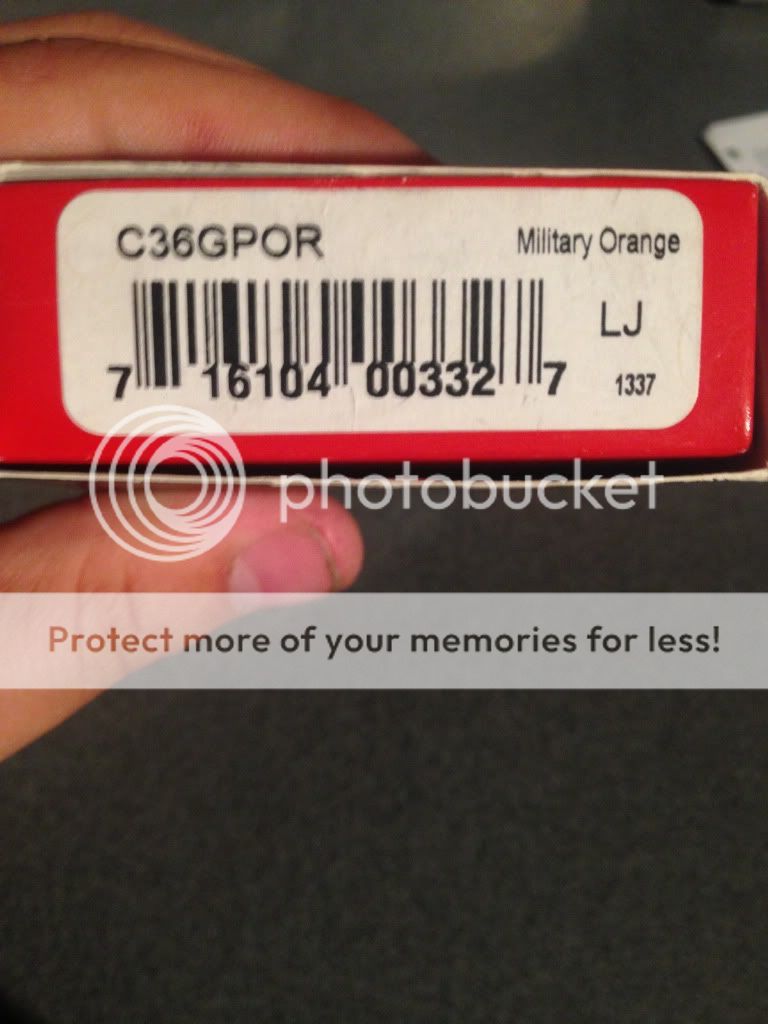 C36GPOR
Military Orange
LJ
7 16104 00332 7
1337
photobucket
Protect more of your memories for less!